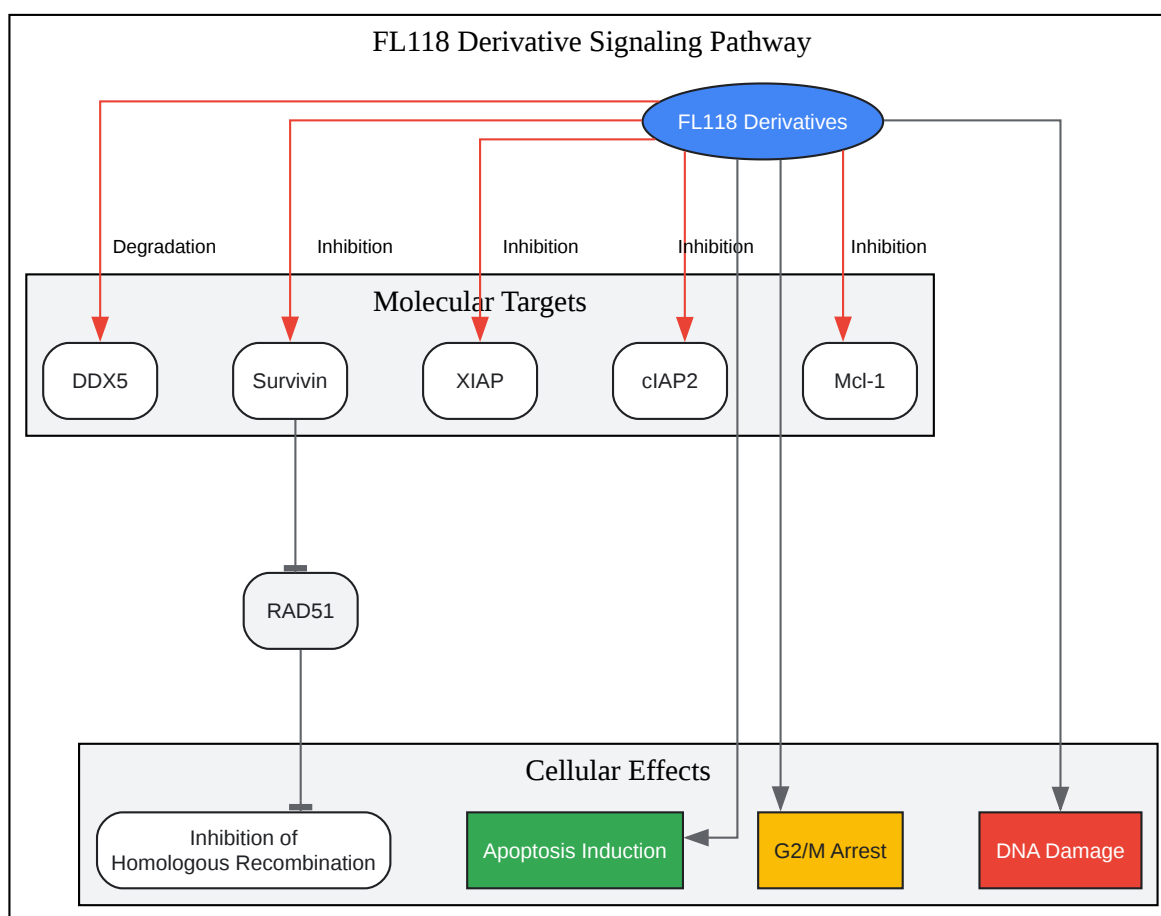 FL118 Derivative Signaling Pathway
FL118 Derivatives
Degradation
Inhibition
Inhibition
Inhibition
Inhibition
Molecular Targets
DDX5
Survivin
XIAP
cIAP2
Mcl-1
RAD51
Cellular Effects
Inhibition of
Homologous Recombination
Apoptosis Induction
G2/M Arrest
DNA Damage